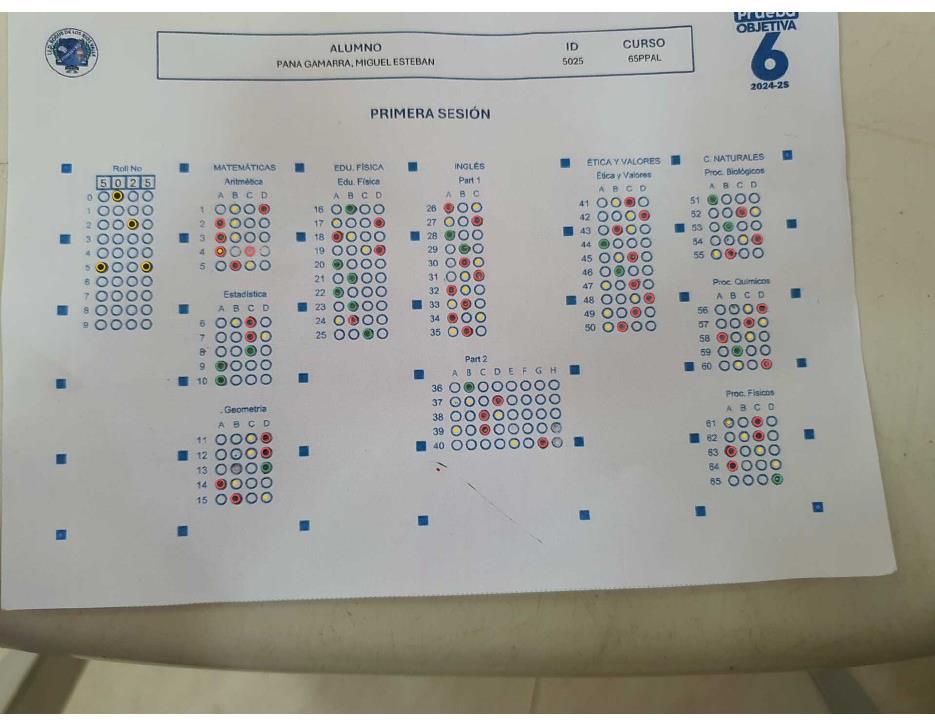 Prueba
OBJETIVA
6
2024-25
ALUMNO ID CURSO
PANA GAMARRA, MIGUEL ESTEBAN 5025 65PPAL
PRIMERA SESIÓN
Roll No
5 0 2 5
0
1
2
3
4
5
6
7
8
9
MATEMÁTICAS
Aritmética
A B C D
1
2
3
4
5
Estadística
A B C D
6
7
8
9
10
Geometría
A B C D
11
12
13
14
15
EDU. FÍSICA
Edu. Física
A B C D
16
17
18
19
20
21
22
23
24
25
INGLÉS
Part 1
A B C
26
27
28
29
30
31
32
33
34
35
Part 2
A B C D E F G H
36
37
38
39
40
ÉTICA Y VALORES
Ética y Valores
A B C D
41
42
43
44
45
46
47
48
49
50
C. NATURALES
Proc. Biológicos
A B C D
51
52
53
54
55
Proc. Químicos
A B C D
56
57
58
59
60
Proc. Físicos
A B C D
61
62
63
64
65